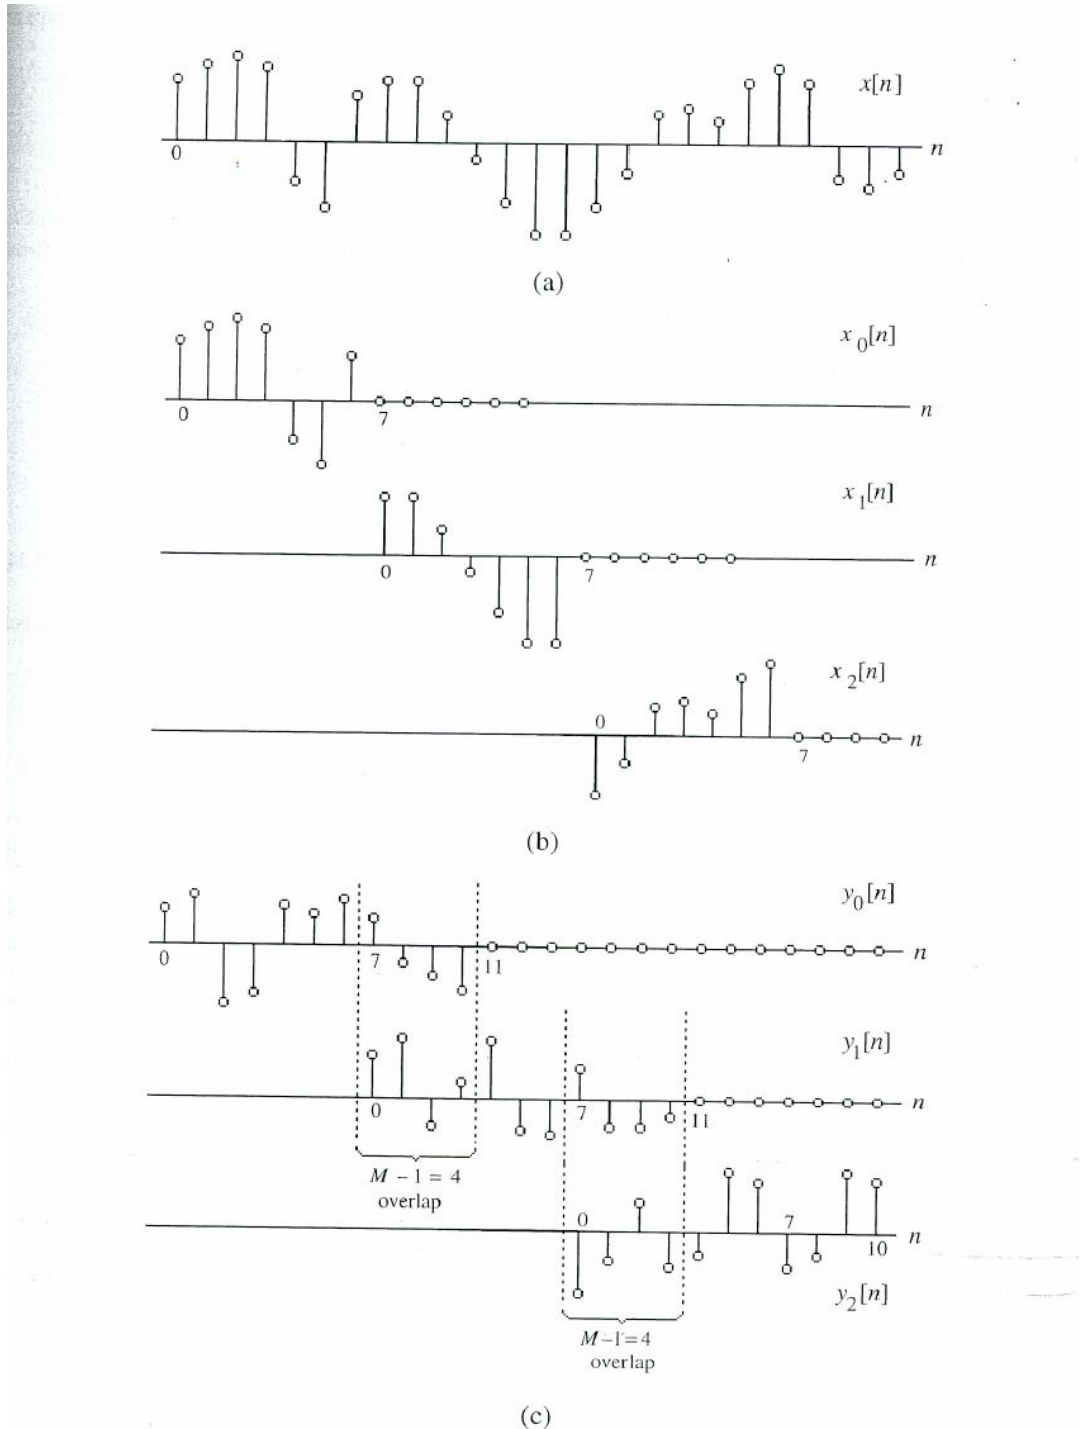 x[n]
0
n
(a)
x0[n]
0
7
n
x1[n]
0
7
n
x2[n]
0
7
n
(b)
y0[n]
0
7
11
n
y1[n]
0
7
11
n
M – 1 = 4
overlap
0
7
10
n
y2[n]
M – 1 = 4
overlap
(c)